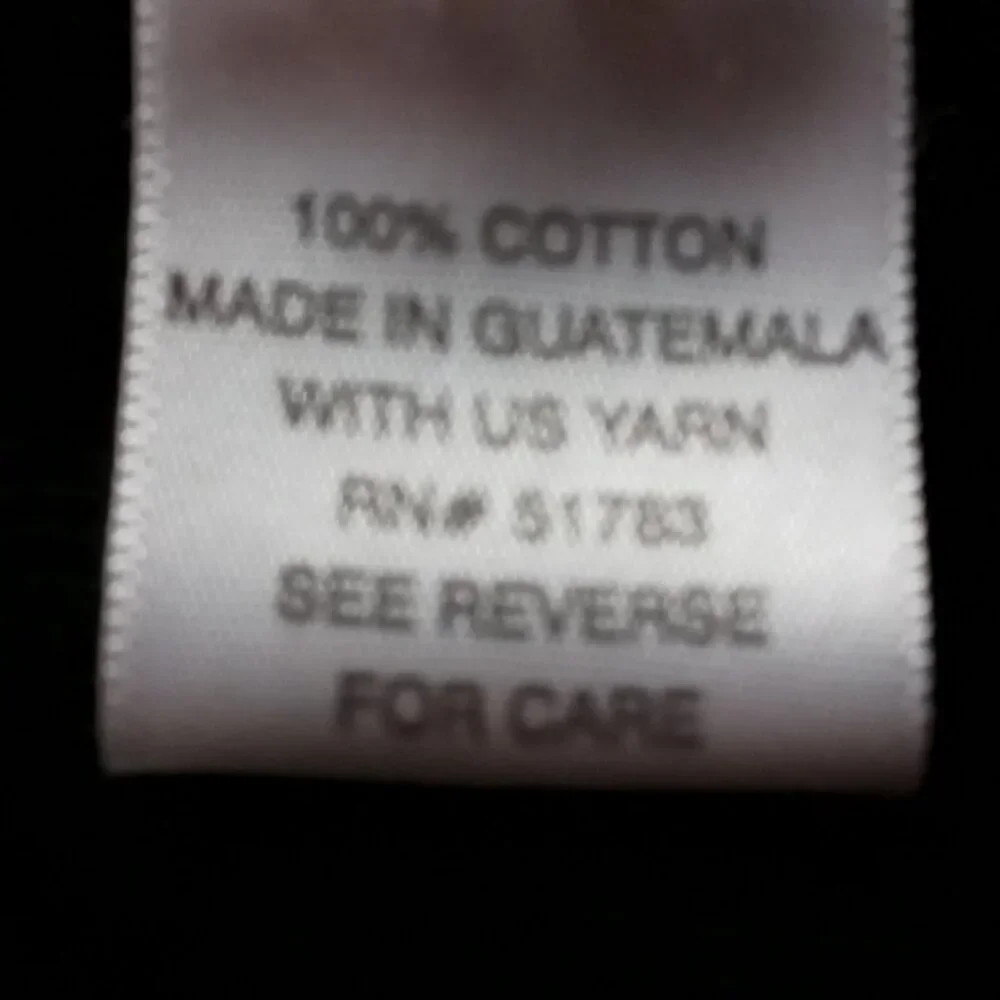 100% COTTON
MADE IN GUATEMALA
WITH US YARN
RN# 51783
SEE REVERSE
FOR CARE